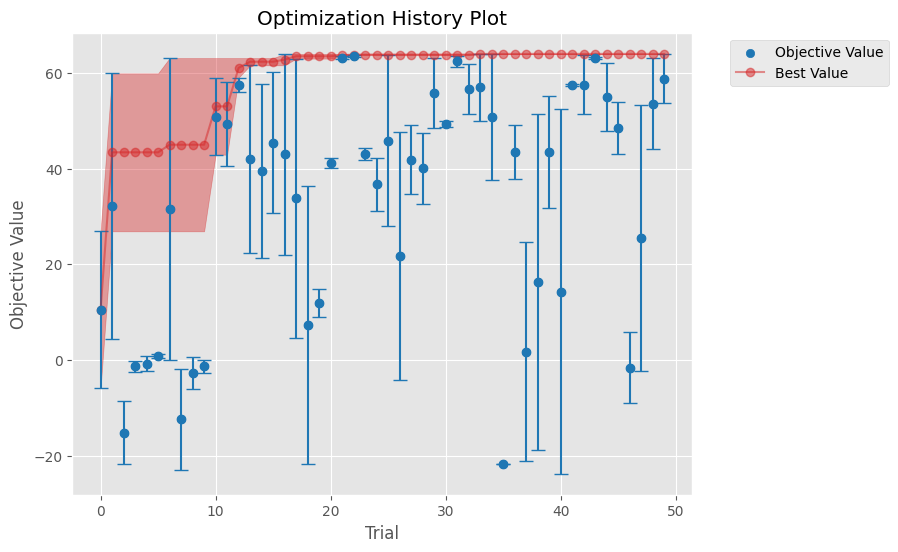 Optimization History Plot
Objective Value
Best Value
Objective Value
60
40
20
0
−20
0 10 20 30 40 50
Trial